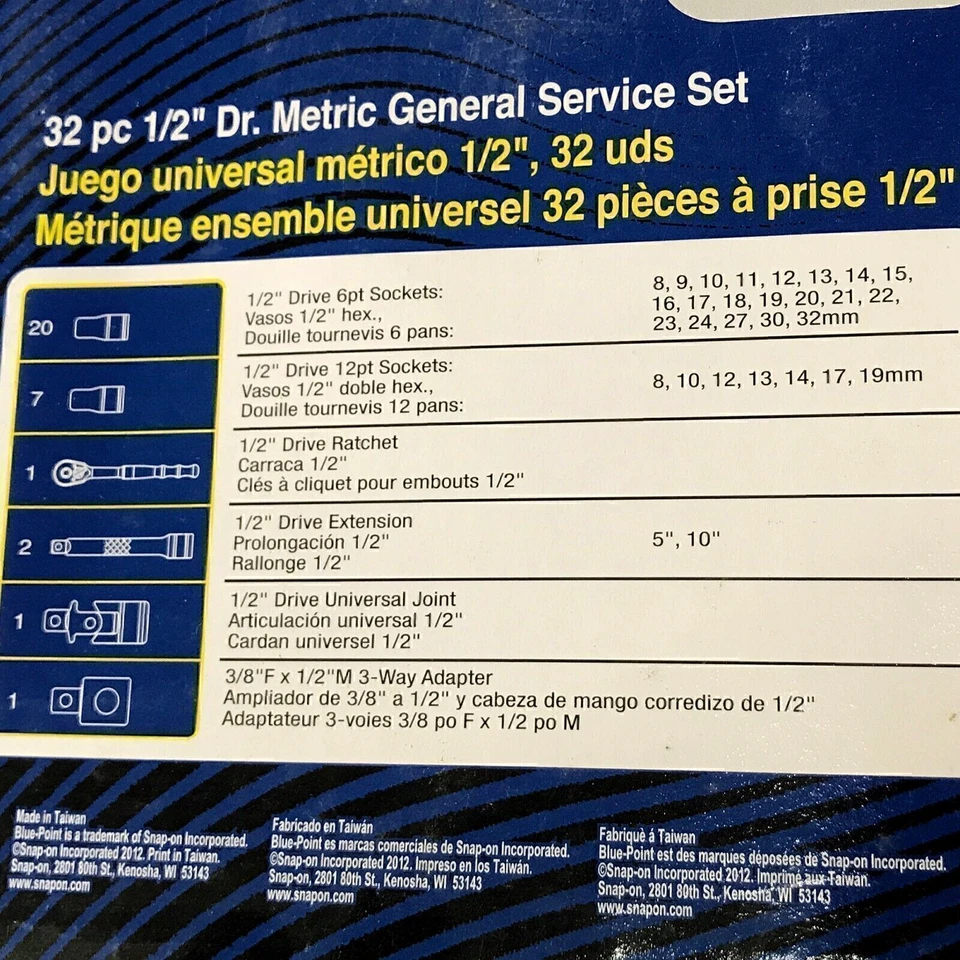 32 pc 1/2" Dr. Metric General Service Set
Juego universal métrico 1/2", 32 uds
Métrique ensemble universel 32 pièces à prise 1/2"
20
1/2" Drive 6pt Sockets:
Vasos 1/2" hex.,
Douille tournevis 6 pans:
8, 9, 10, 11, 12, 13, 14, 15,
16, 17, 18, 19, 20, 21, 22,
23, 24, 27, 30, 32mm
7
1/2" Drive 12pt Sockets:
Vasos 1/2" doble hex.,
Douille tournevis 12 pans:
8, 10, 12, 13, 14, 17, 19mm
1
1/2" Drive Ratchet
Carraca 1/2"
Clés à cliquet pour embouts 1/2"
2
1/2" Drive Extension
Prolongación 1/2"
Rallonge 1/2"
5", 10"
1
1/2" Drive Universal Joint
Articulación universal 1/2"
Cardan universel 1/2"
1
3/8"F x 1/2"M 3-Way Adapter
Ampliador de 3/8" a 1/2" y cabeza de mango corredizo de 1/2"
Adaptateur 3-voies 3/8 po F x 1/2 po M
Made in Taiwan
Blue-Point is a trademark of Snap-on Incorporated.
©Snap-on Incorporated 2012. Print in Taiwan.
Snap-on, 2801 80th St., Kenosha, WI 53143
www.snapon.com
Fabricado en Taiwán
Blue-Point es marcas comerciales de Snap-on Incorporated.
©Snap-on Incorporated 2012. Impreso en los Taiwán.
Snap-on, 2801 80th St., Kenosha, WI 53143
www.snapon.com
Fabriqué á Taiwan
Blue-Point est des marques déposées de Snap-on Incorporated.
©Snap-on Incorporated 2012. Imprimé aux Taiwan.
Snap-on, 2801 80th St., Kenosha, WI 53143
www.snapon.com